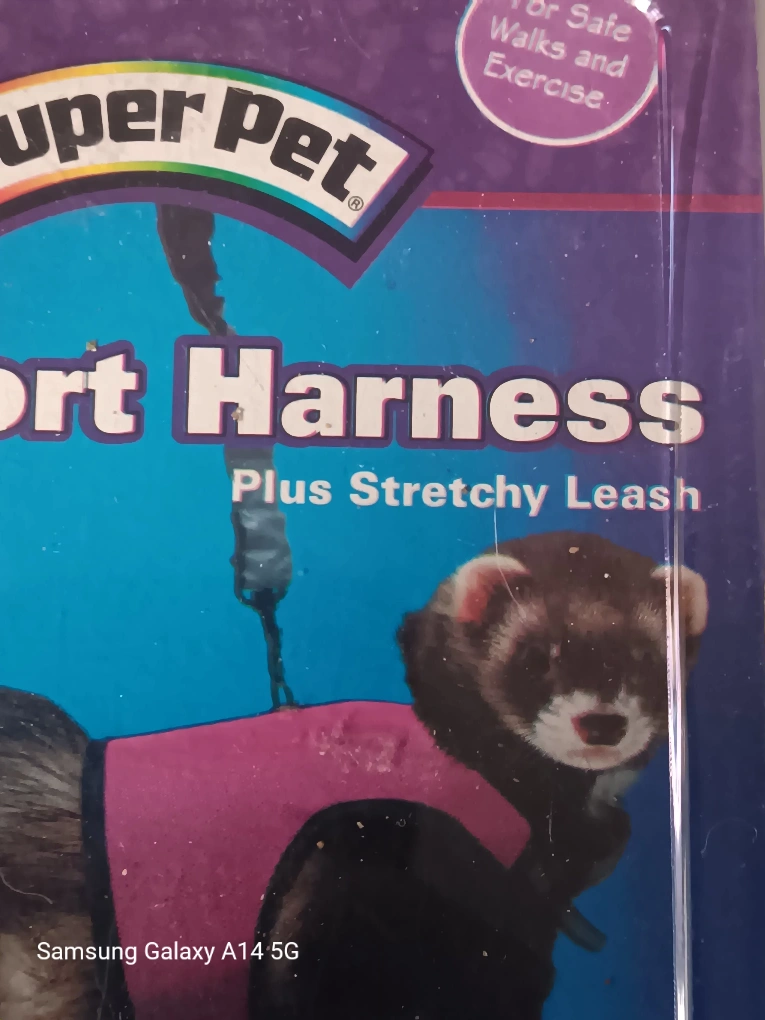 For Safe
Walks and
Exercise
uper Pet®
ort Harness
Plus Stretchy Leash
Samsung Galaxy A14 5G